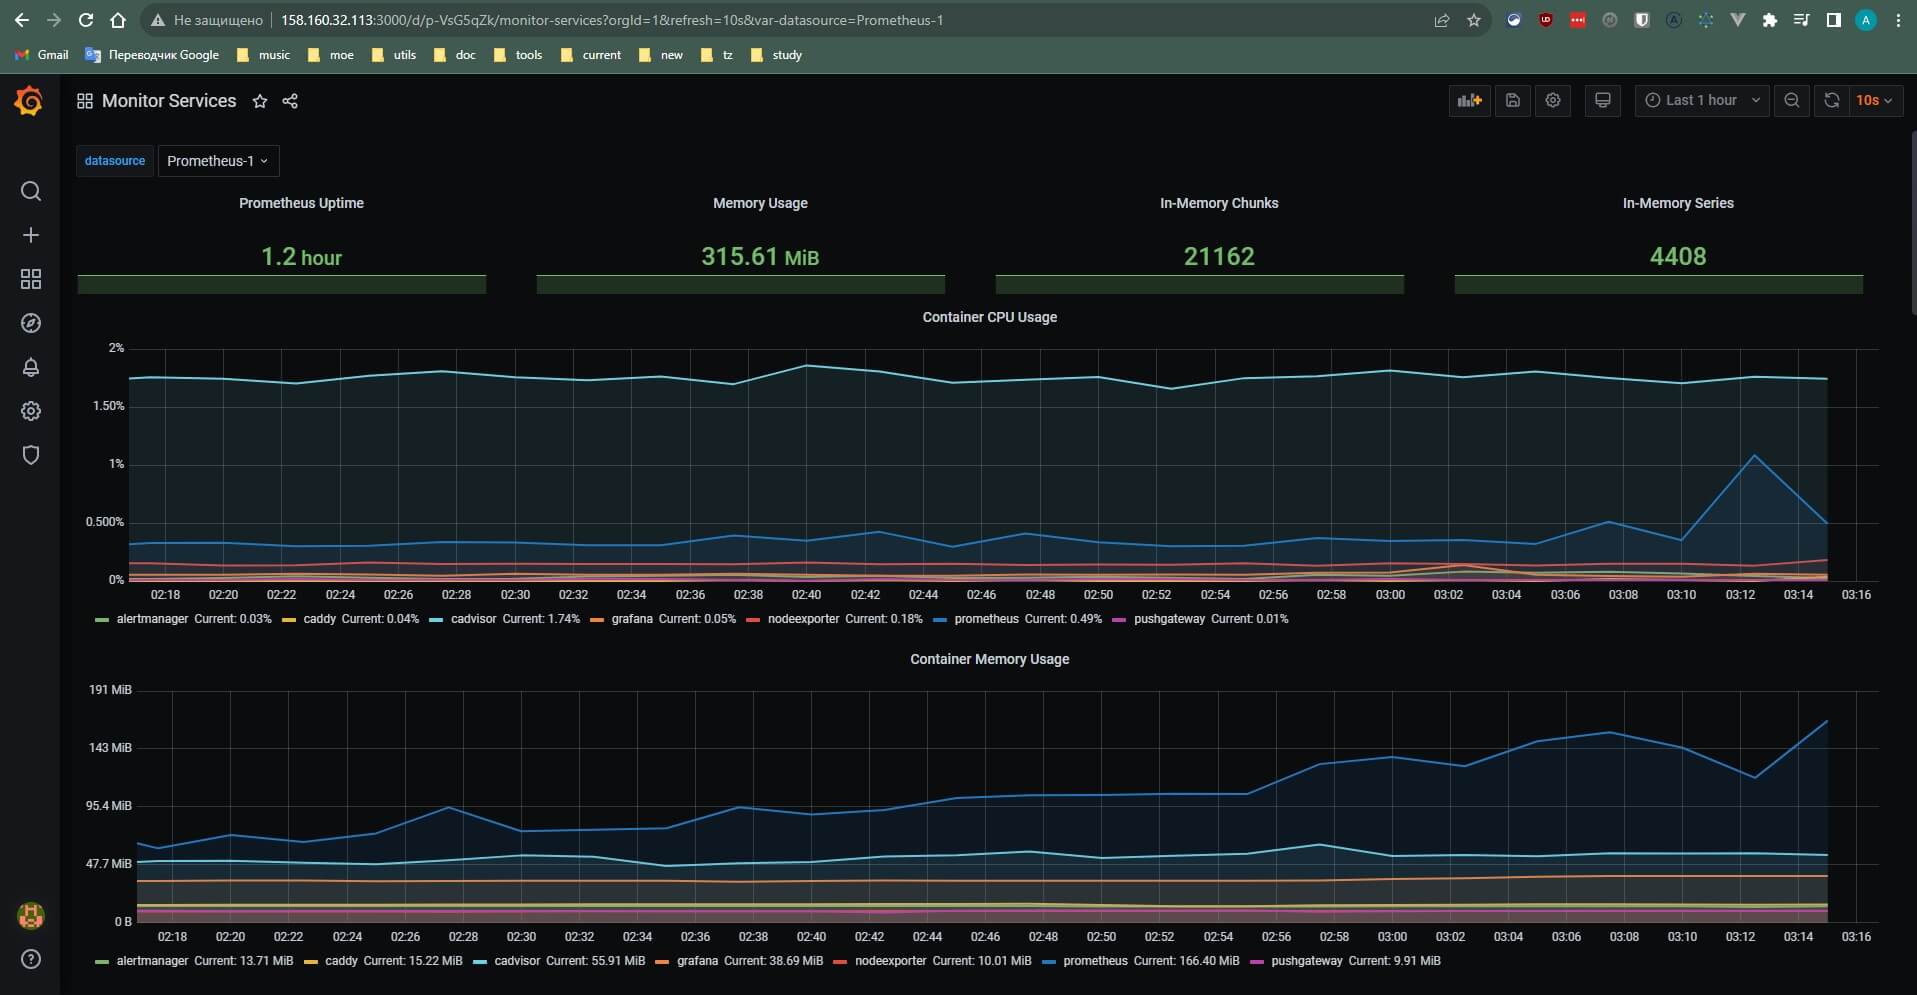 Не защищено 158.160.32.113:3000/d/p-VsG5qZk/monitor-services?orgId=1&refresh=10s&var-datasource=Prometheus-1
Gmail Переводчик Google music moe utils doc tools current new tz study
Monitor Services Last 1 hour 10s
datasource Prometheus-1
Prometheus Uptime Memory Usage In-Memory Chunks In-Memory Series
1.2 hour 315.61 MiB 21162 4408
Container CPU Usage
2%
1.50%
1%
0.500%
0%
02:18 02:20 02:22 02:24 02:26 02:28 02:30 02:32 02:34 02:36 02:38 02:40 02:42 02:44 02:46 02:48 02:50 02:52 02:54 02:56 02:58 03:00 03:02 03:04 03:06 03:08 03:10 03:12 03:14 03:16
alertmanager Current: 0.03% caddy Current: 0.04% cadvisor Current: 1.74% grafana Current: 0.05% nodeexporter Current: 0.18% prometheus Current: 0.49% pushgateway Current: 0.01%
Container Memory Usage
191 MiB
143 MiB
95.4 MiB
47.7 MiB
0 B
02:18 02:20 02:22 02:24 02:26 02:28 02:30 02:32 02:34 02:36 02:38 02:40 02:42 02:44 02:46 02:48 02:50 02:52 02:54 02:56 02:58 03:00 03:02 03:04 03:06 03:08 03:10 03:12 03:14 03:16
alertmanager Current: 13.71 MiB caddy Current: 15.22 MiB cadvisor Current: 55.91 MiB grafana Current: 38.69 MiB nodeexporter Current: 10.01 MiB prometheus Current: 166.40 MiB pushgateway Current: 9.91 MiB